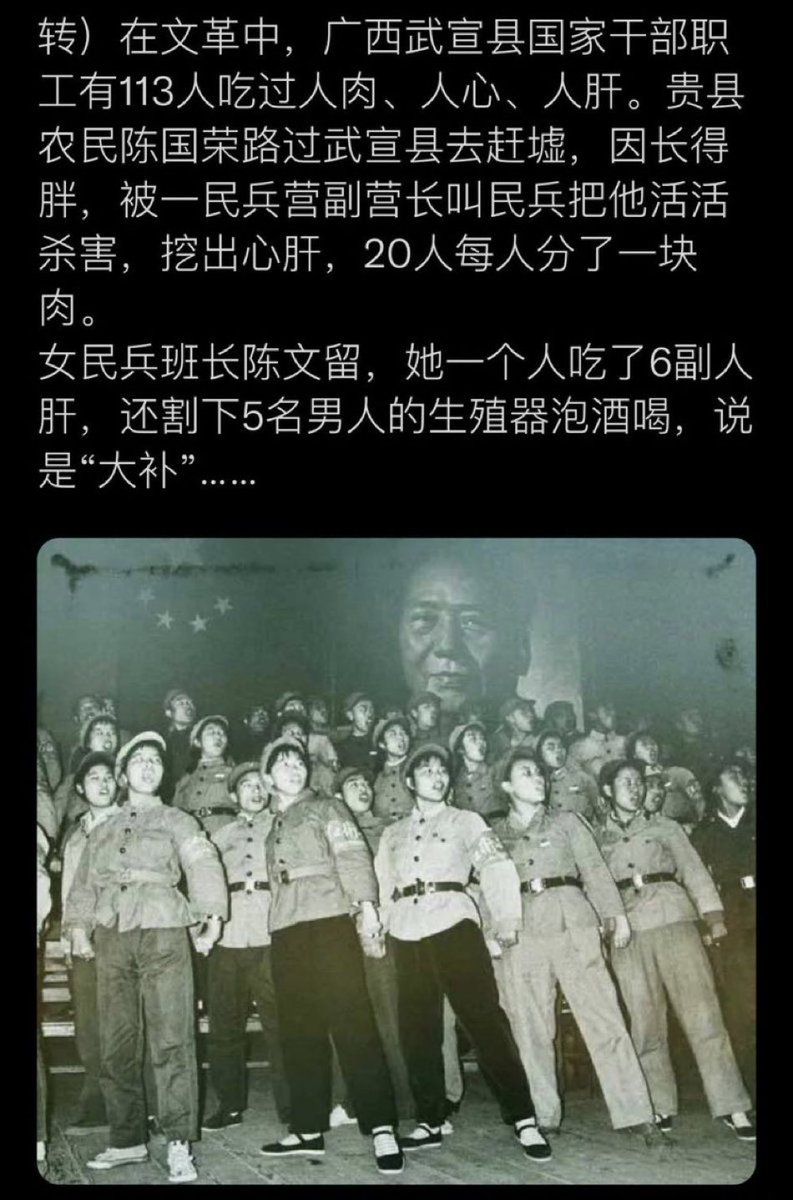 转）在文革中，广西武宣县国家干部职
工有113人吃过人肉、人心、人肝。贵县
农民陈国荣路过武宣县去赶墟，因长得
胖，被一民兵营副营长叫民兵把他活活
杀害，挖出心肝，20人每人分了一块
肉。
女民兵班长陈文留，她一个人吃了6副人
肝，还割下5名男人的生殖器泡酒喝，说
是“大补”……